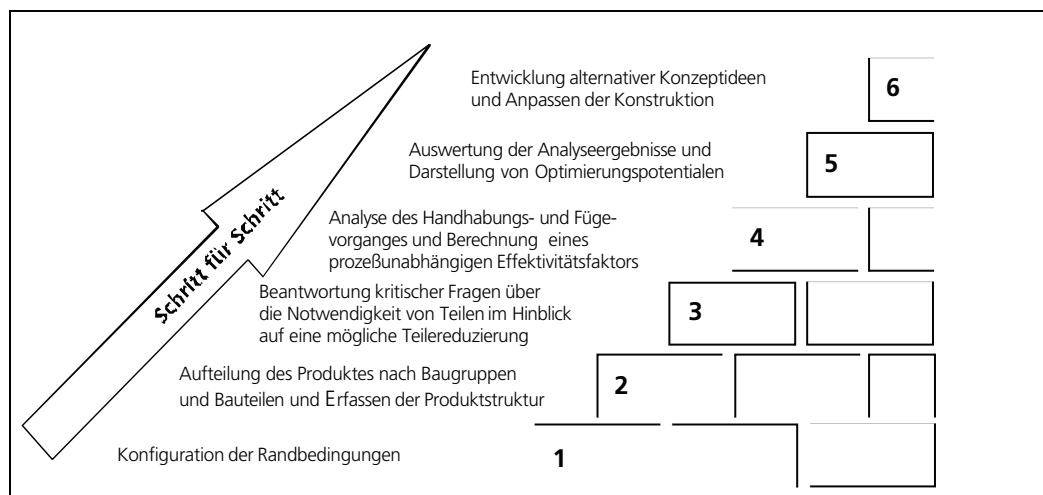 Entwicklung alternativer Konzeptideen
und Anpassen der Konstruktion
6
Auswertung der Analyseergebnisse und
Darstellung von Optimierungspotentialen
5
Analyse des Handhabungs- und Füge-
vorganges und Berechnung eines
prozeßunabhängigen Effektivitätsfaktors
4
Schritt für Schritt
Beantwortung kritischer Fragen über
die Notwendigkeit von Teilen im Hinblick
auf eine mögliche Teilereduzierung
3
Aufteilung des Produktes nach Baugruppen
und Bauteilen und Erfassen der Produktstruktur
2
Konfiguration der Randbedingungen
1